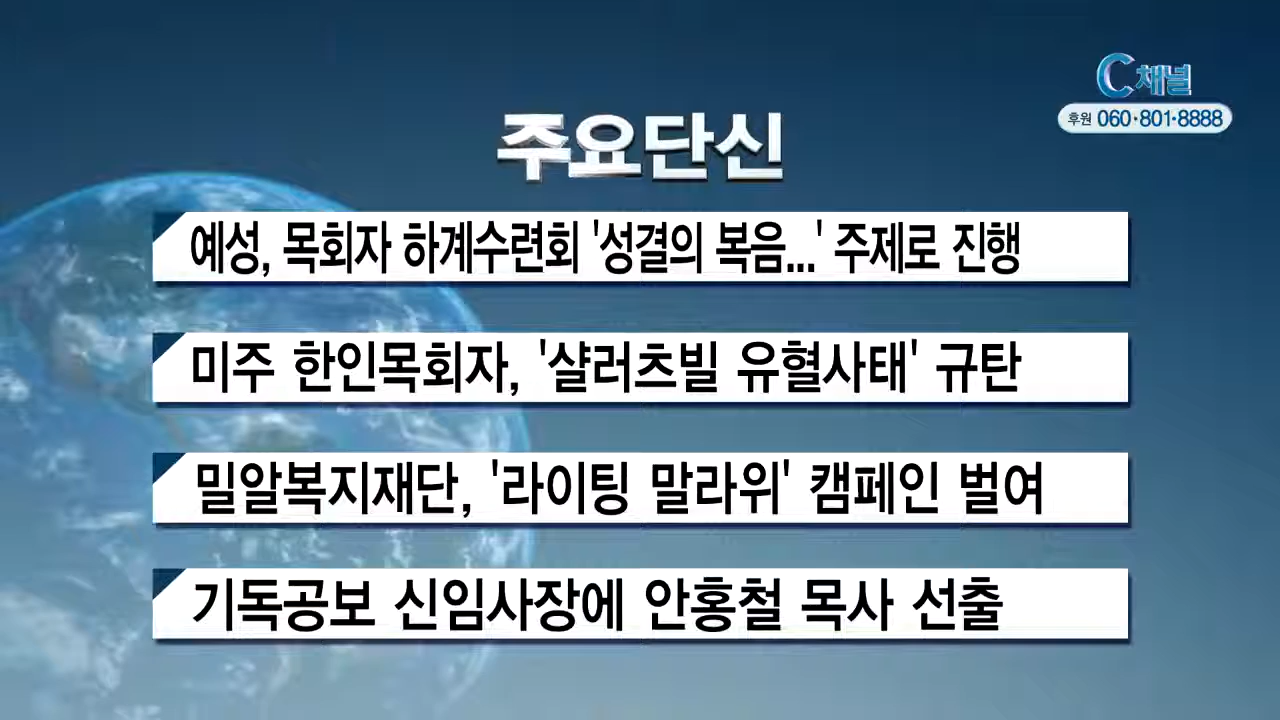 C채널
후원 060·801·8888
주요단신
예성, 목회자 하계수련회 '성결의 복음...' 주제로 진행
미주 한인목회자, '샬러츠빌 유혈사태' 규탄
밀알복지재단, '라이팅 말라위' 캠페인 벌여
기독공보 신임사장에 안홍철 목사 선출